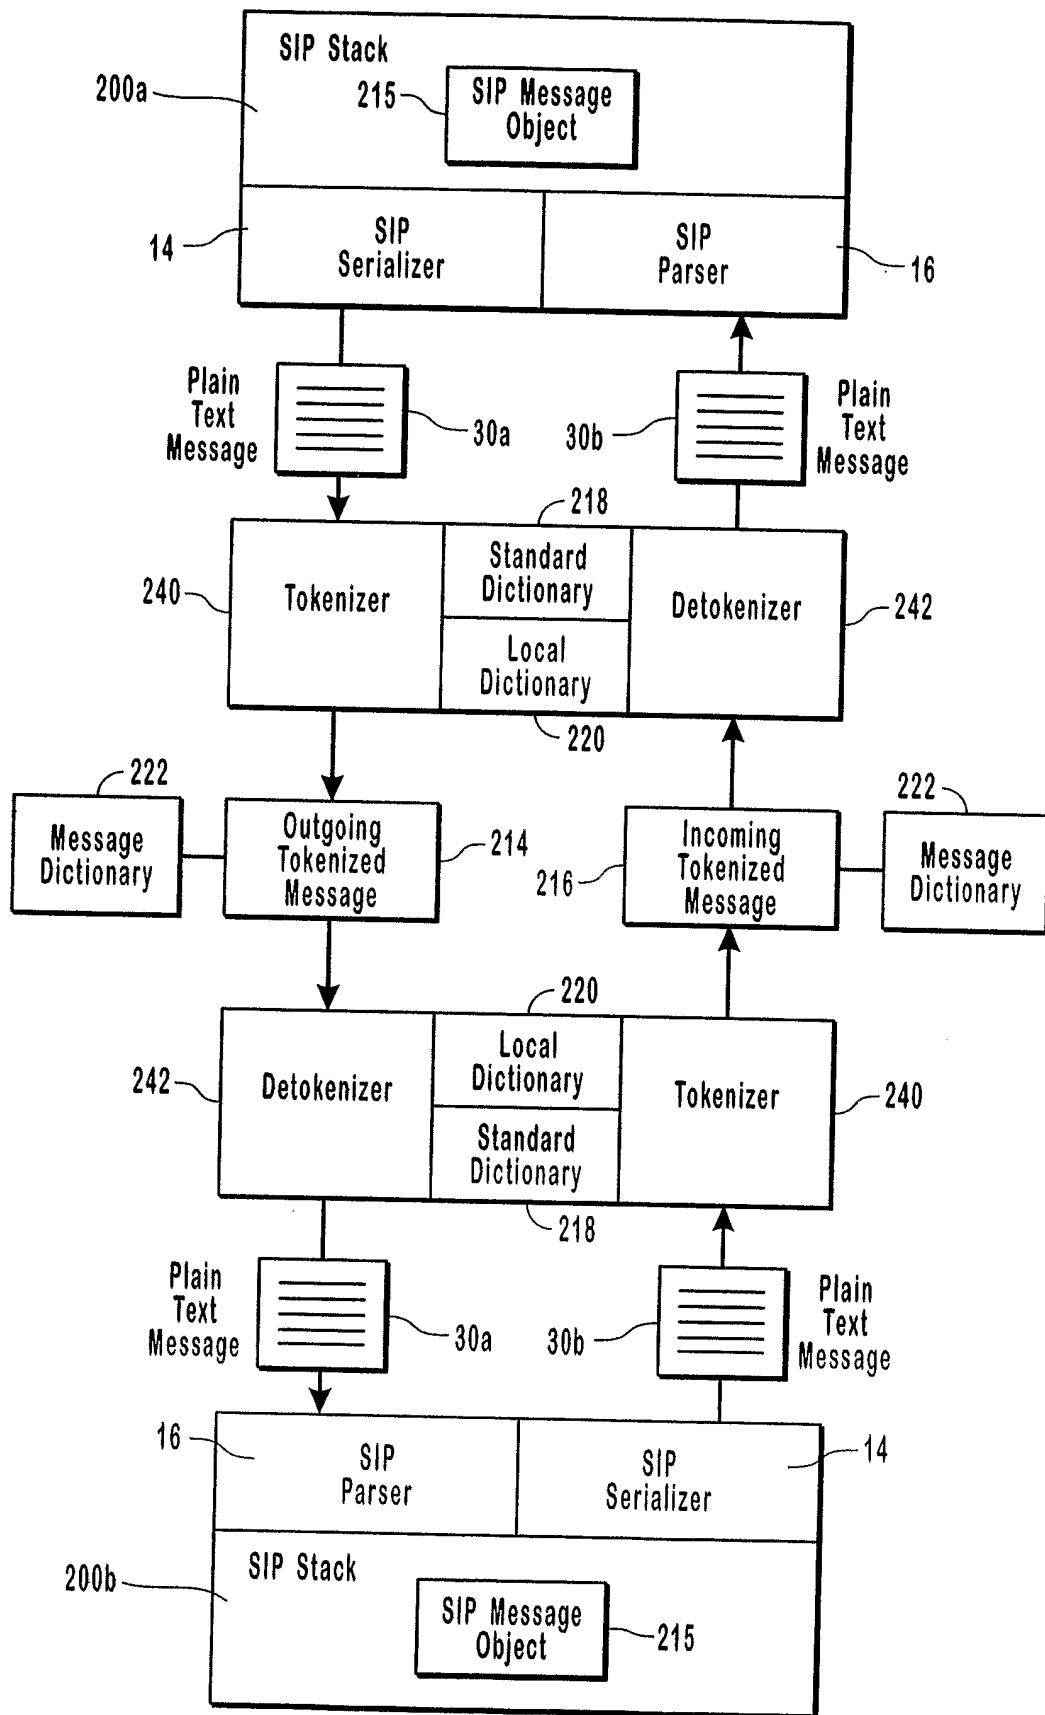 SIP Stack
200a
215
SIP Message
Object
14
SIP
Serializer
SIP
Parser
16
Plain
Text
Message
30a
30b
Plain
Text
Message
218
240
Tokenizer
Standard
Dictionary
Local
Dictionary
Detokenizer
242
220
222
Message
Dictionary
Outgoing
Tokenized
Message
214
216
Incoming
Tokenized
Message
222
Message
Dictionary
220
242
Detokenizer
Local
Dictionary
Standard
Dictionary
Tokenizer
240
218
Plain
Text
Message
30a
30b
Plain
Text
Message
16
SIP
Parser
SIP
Serializer
14
200b
SIP Stack
SIP Message
Object
215